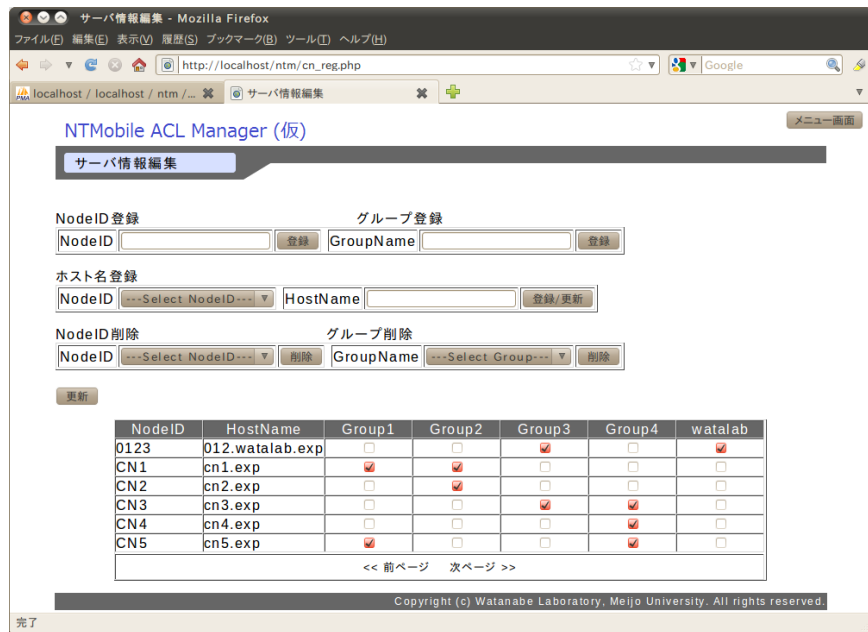 サーバ情報編集 - Mozilla Firefox
ファイル(F) 編集(E) 表示(V) 履歴(S) ブックマーク(B) ツール(T) ヘルプ(H)
http://localhost/ntm/cn_reg.php Google
localhost / localhost / ntm /... サーバ情報編集
メニュー画面
NTMobile ACL Manager (仮)
サーバ情報編集
NodeID登録 グループ登録
NodeID 登録 GroupName 登録
ホスト名登録
NodeID ---Select NodeID--- HostName 登録/更新
NodeID削除 グループ削除
NodeID ---Select NodeID--- 削除 GroupName ---Select Group--- 削除
更新
NodeID HostName Group1 Group2 Group3 Group4 watalab
0123 012.watalab.exp
CN1 cn1.exp
CN2 cn2.exp
CN3 cn3.exp
CN4 cn4.exp
CN5 cn5.exp
<< 前ページ 次ページ >>
Copyright (c) Watanabe Laboratory, Meijo University. All rights reserved.
完了